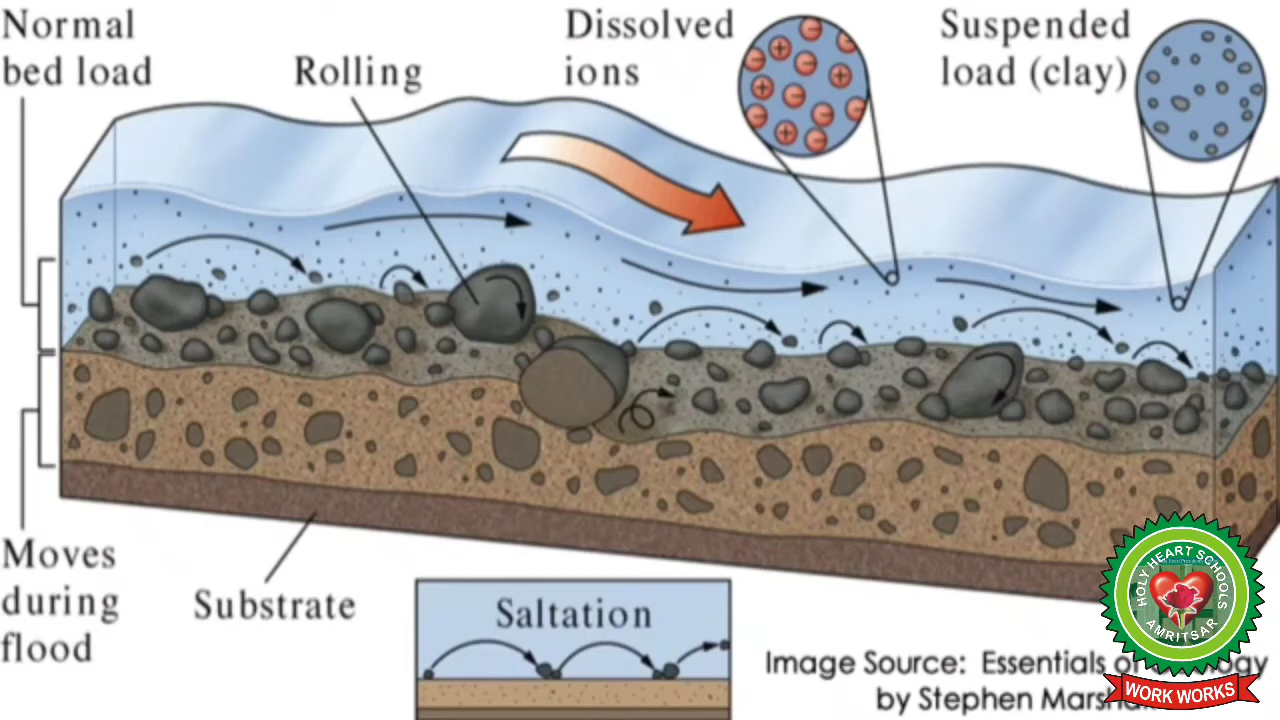 Normal
bed load
Rolling
Dissolved
ions
Suspended
load (clay)
Moves
during
flood
Substrate
Saltation
Image Source: Essentials of
by Stephen
HOLY HEART SCHOOLS
AMRITSAR
WORK WORKS